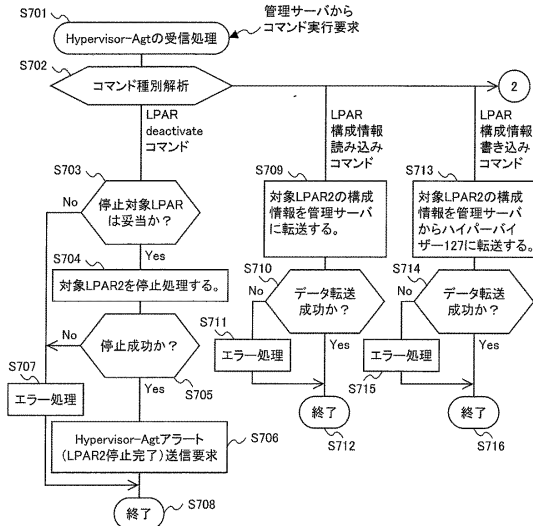 S701
Hypervisor-Agtの受信処理
管理サーバから
コマンド実行要求
S702
コマンド種別解析
2
LPAR
deactivate
コマンド
S703
停止対象LPAR
は妥当か?
No
Yes
S704
対象LPAR2を停止処理する。
停止成功か?
No
S705
Yes
S707
エラー処理
Hypervisor-Agtアラート
(LPAR2停止完了)送信要求
S706
終了
S708
LPAR
構成情報
読み込み
コマンド
S709
対象LPAR2の構成
情報を管理サーバ
に転送する。
S710
データ転送
成功か?
No
Yes
S711
エラー処理
終了
S712
LPAR
構成情報
書き込み
コマンド
S713
対象LPAR2の構成
情報を管理サーバ
からハイパーバイ
ザー127に転送する。
S714
データ転送
成功か?
No
Yes
エラー処理
S715
終了
S716